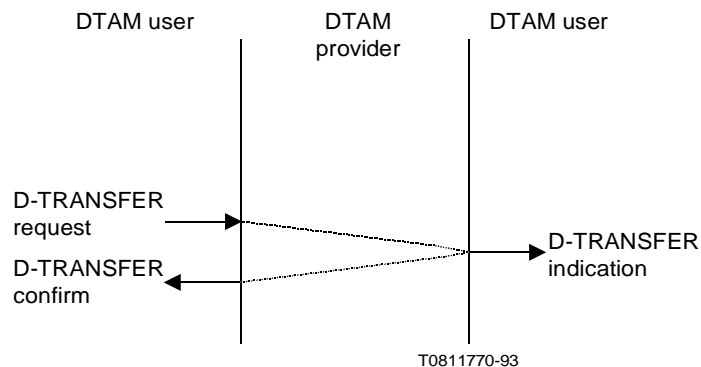 DTAM user
DTAM
provider
DTAM user
D-TRANSFER
request
D-TRANSFER
confirm
D-TRANSFER
indication
T0811770-93